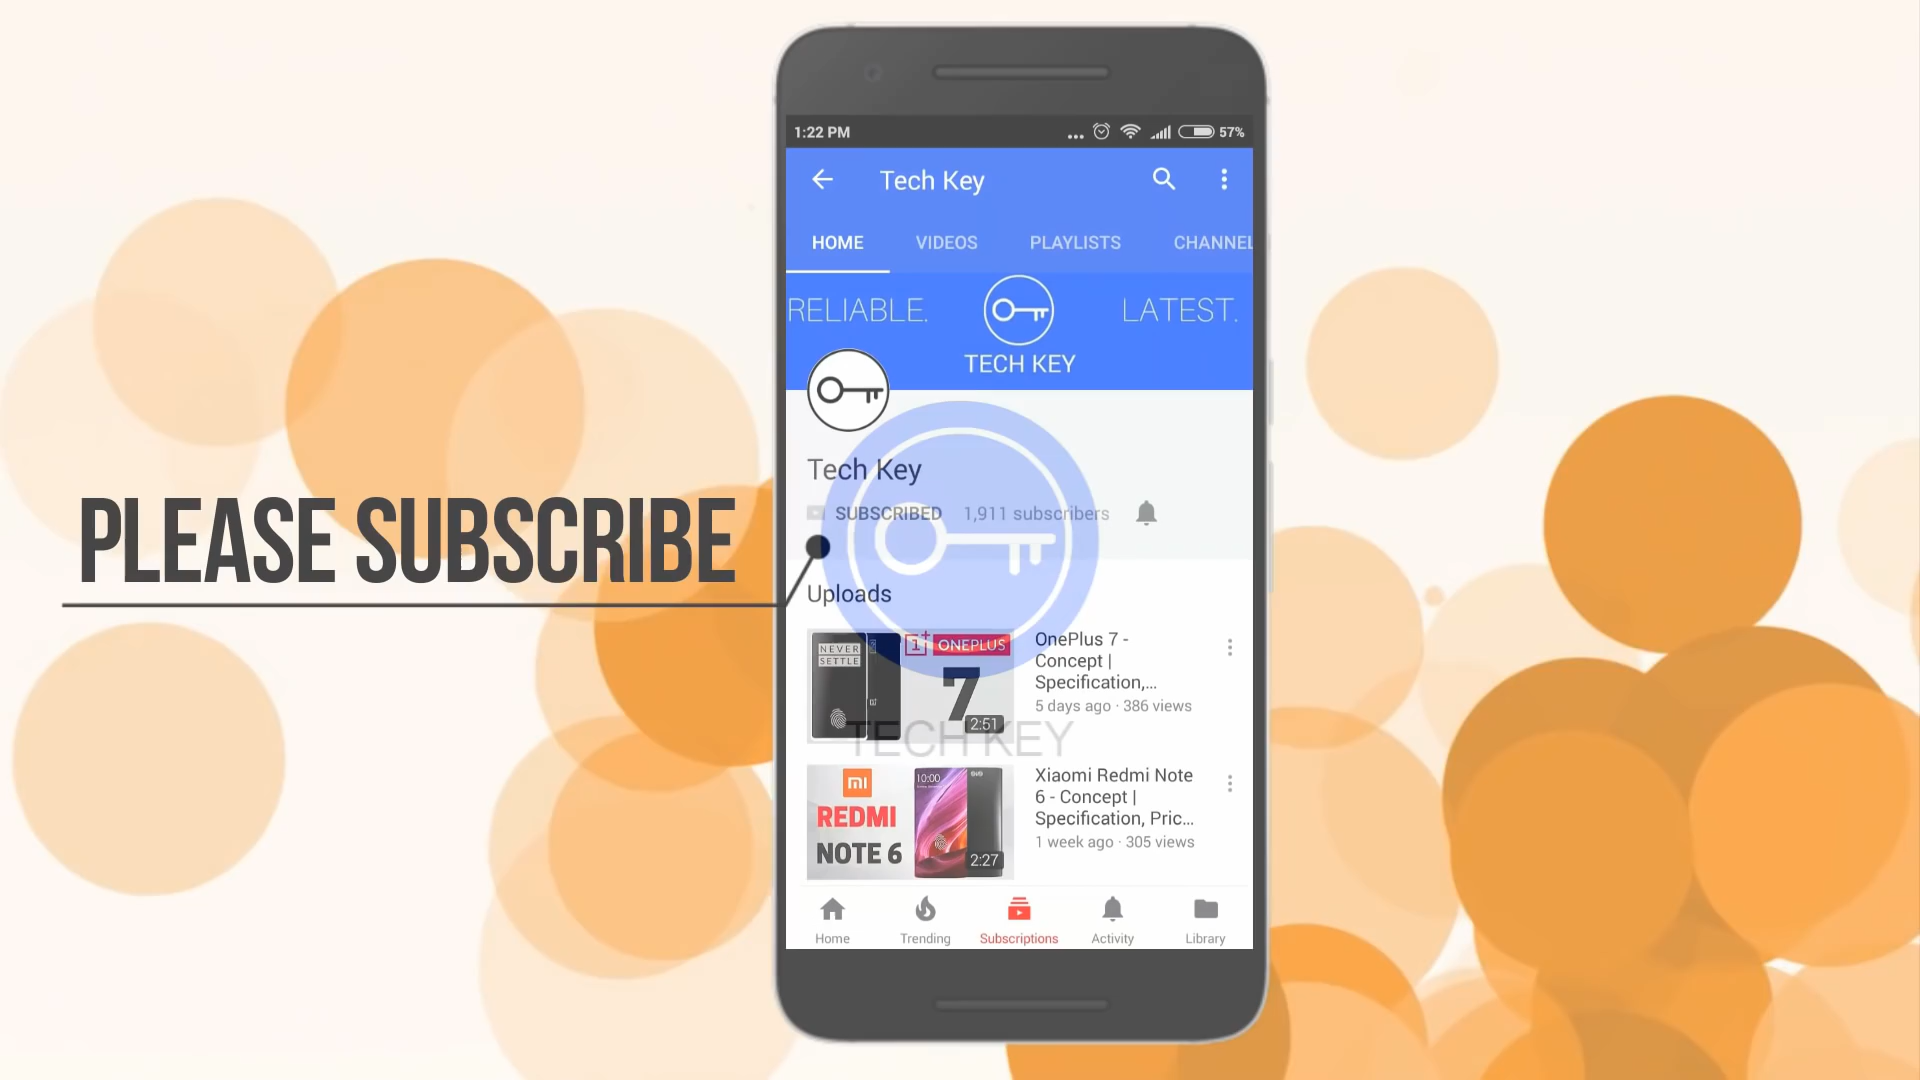 PLEASE SUBSCRIBE
1:22 PM
57%
Tech Key
HOME VIDEOS PLAYLISTS CHANNEL
RELIABLE. LATEST.
TECH KEY
Tech Key
SUBSCRIBED 1,911 subscribers
Uploads
NEVER
SETTLE
1+ ONEPLUS
7
2:51
OnePlus 7 -
Concept |
Specification,...
5 days ago · 386 views
TECH KEY
mi
REDMI
NOTE 6
10:00
2:27
Xiaomi Redmi Note
6 - Concept |
Specification, Pric...
1 week ago · 305 views
Home Trending Subscriptions Activity Library